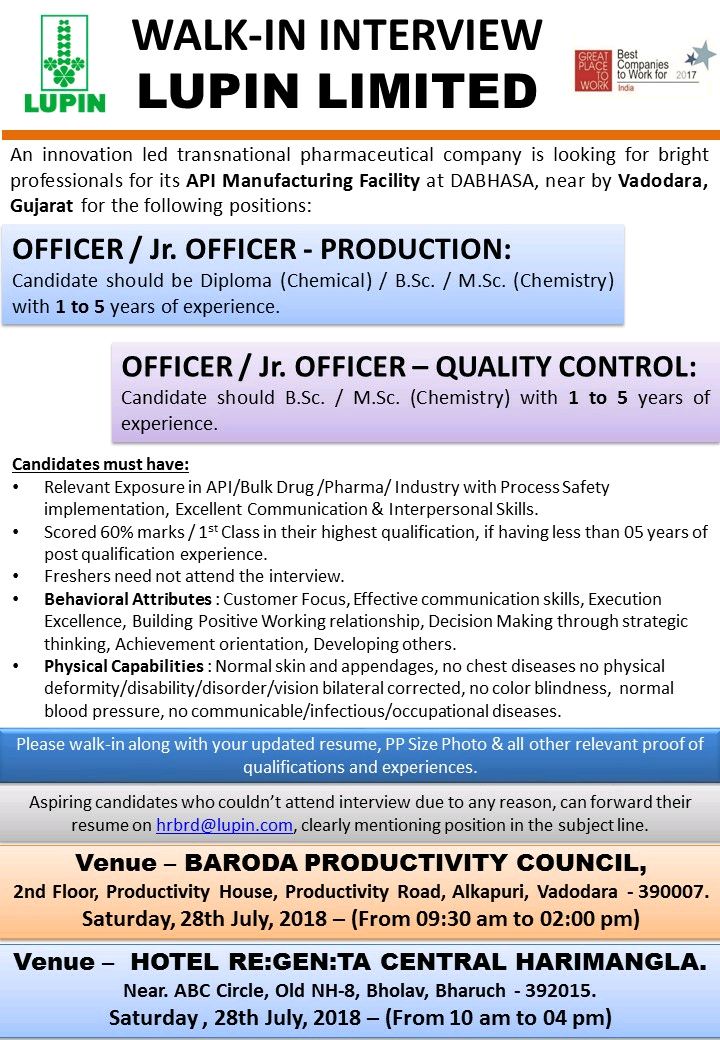 WALK-IN INTERVIEW
LUPIN LIMITED
LUPIN
GREAT
PLACE
TO
WORK
Best
Companies
to Work for 2017
India
An innovation led transnational pharmaceutical company is looking for bright
professionals for its API Manufacturing Facility at DABHASA, near by Vadodara,
Gujarat for the following positions:
OFFICER / Jr. OFFICER - PRODUCTION:
Candidate should be Diploma (Chemical) / B.Sc. / M.Sc. (Chemistry)
with 1 to 5 years of experience.
OFFICER / Jr. OFFICER – QUALITY CONTROL:
Candidate should B.Sc. / M.Sc. (Chemistry) with 1 to 5 years of
experience.
Candidates must have:
• Relevant Exposure in API/Bulk Drug /Pharma/ Industry with Process Safety
implementation, Excellent Communication & Interpersonal Skills.
• Scored 60% marks / 1st Class in their highest qualification, if having less than 05 years of
post qualification experience.
• Freshers need not attend the interview.
• Behavioral Attributes : Customer Focus, Effective communication skills, Execution
Excellence, Building Positive Working relationship, Decision Making through strategic
thinking, Achievement orientation, Developing others.
• Physical Capabilities : Normal skin and appendages, no chest diseases no physical
deformity/disability/disorder/vision bilateral corrected, no color blindness, normal
blood pressure, no communicable/infectious/occupational diseases.
Please walk-in along with your updated resume, PP Size Photo & all other relevant proof of
qualifications and experiences.
Aspiring candidates who couldn't attend interview due to any reason, can forward their
resume on hrbrd@lupin.com, clearly mentioning position in the subject line.
Venue – BARODA PRODUCTIVITY COUNCIL,
2nd Floor, Productivity House, Productivity Road, Alkapuri, Vadodara - 390007.
Saturday, 28th July, 2018 – (From 09:30 am to 02:00 pm)
Venue – HOTEL RE:GEN:TA CENTRAL HARIMANGLA.
Near. ABC Circle, Old NH-8, Bholav, Bharuch - 392015.
Saturday , 28th July, 2018 – (From 10 am to 04 pm)